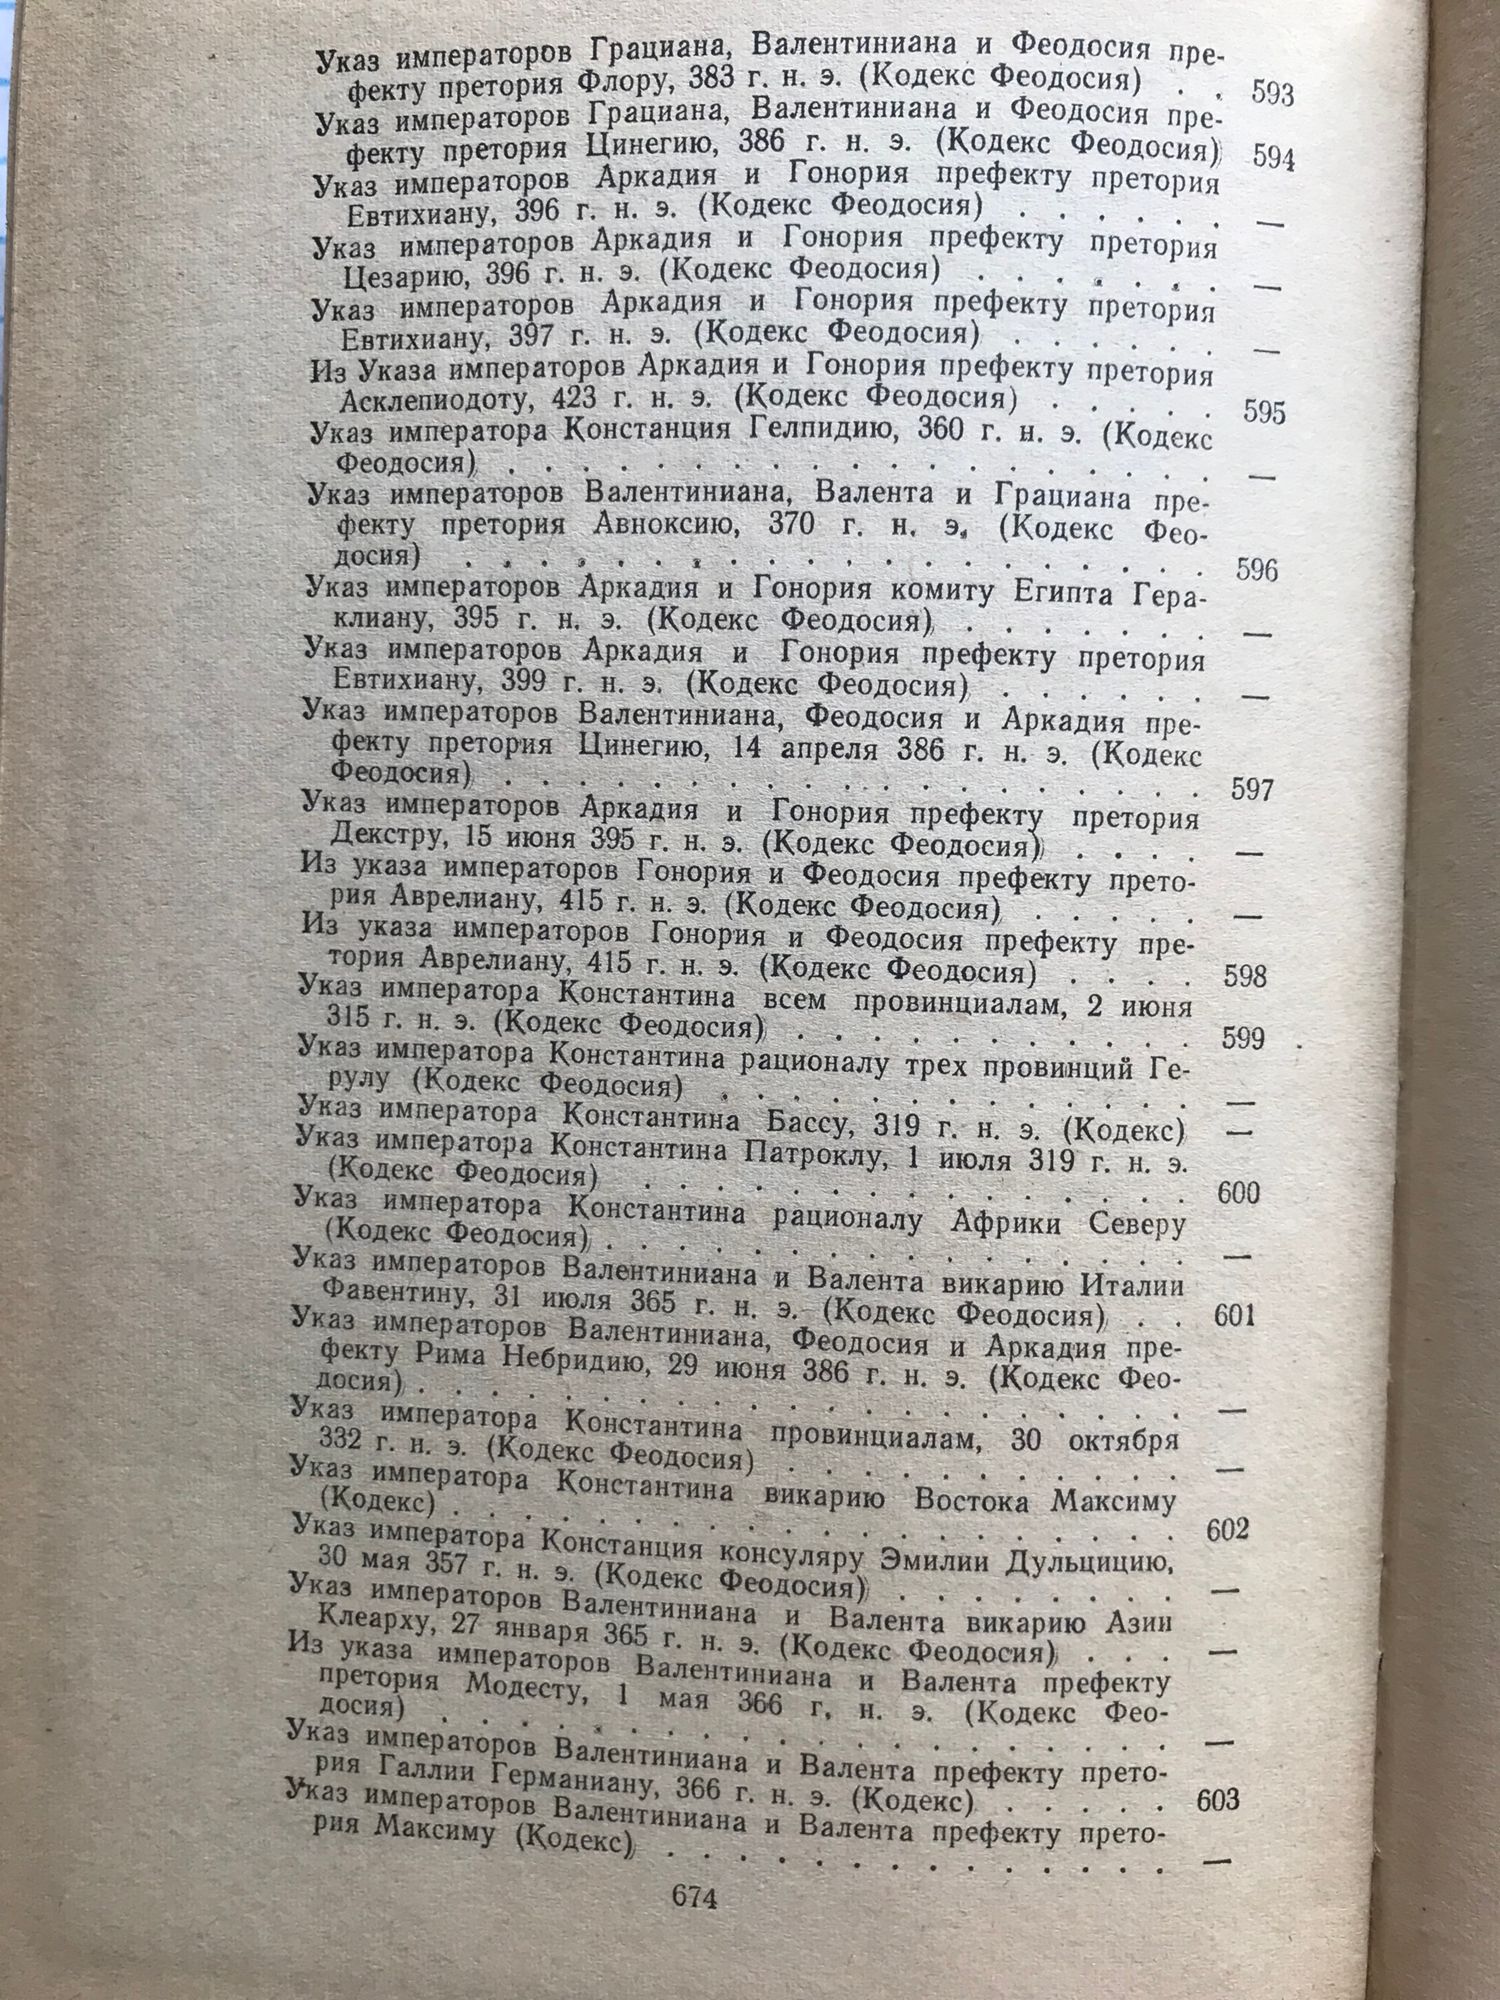 Указ императоров Грациана, Валентиниана и Феодосия пре-
фекту претория Флору, 383 г. н. э. (Кодекс Феодосия) . . 593
Указ императоров Грациана, Валентиниана и Феодосия пре-
фекту претория Цинегию, 386 г. н. э. (Кодекс Феодосия) 594
Указ императоров Аркадия и Гонория префекту претория
Евтихиану, 396 г. н. э. (Кодекс Феодосия) . . . . . . —
Указ императоров Аркадия и Гонория префекту претория
Цезарию, 396 г. н. э. (Кодекс Феодосия) . . . . . . . —
Указ императоров Аркадия и Гонория префекту претория
Евтихиану, 397 г. н. э. (Кодекс Феодосия) . . . . . . —
Из Указа императоров Аркадия и Гонория префекту претория
Асклепиодоту, 423 г. н. э. (Кодекс Феодосия) . . . . . 595
Указ императора Констанция Гелпидию, 360 г. н. э. (Кодекс
Феодосия) . . . . . . . . . . . . . . . . . . —
Указ императоров Валентиниана, Валента и Грациана пре-
фекту претория Авноксию, 370 г. н. э. (Кодекс Фео-
досия) . . . . . . . . . . . . . . . . . . . . 596
Указ императоров Аркадия и Гонория комиту Египта Гера-
клиану, 395 г. н. э. (Кодекс Феодосия) . . . . . . . —
Указ императоров Аркадия и Гонория префекту претория
Евтихиану, 399 г. н. э. (Кодекс Феодосия) . . . . . . —
Указ императоров Валентиниана, Феодосия и Аркадия пре-
фекту претория Цинегию, 14 апреля 386 г. н. э. (Кодекс
Феодосия) . . . . . . . . . . . . . . . . . . 597
Указ императоров Аркадия и Гонория префекту претория
Декстру, 15 июня 395 г. н. э. (Кодекс Феодосия) . . . . —
Из указа императоров Гонория и Феодосия префекту прето-
рия Аврелиану, 415 г. н. э. (Кодекс Феодосия) . . . . . —
Из указа императоров Гонория и Феодосия префекту пре-
тория Аврелиану, 415 г. н. э. (Кодекс Феодосия) . . . . 598
Указ императора Константина всем провинциалам, 2 июня
315 г. н. э. (Кодекс Феодосия) . . . . . . . . . . . 599
Указ императора Константина рационалу трех провинций Ге-
рулу (Кодекс Феодосия) . . . . . . . . . . . . . —
Указ императора Константина Бассу, 319 г. н. э. (Кодекс) —
Указ императора Константина Патроклу, 1 июля 319 г. н. э.
(Кодекс Феодосия) . . . . . . . . . . . . . . . 600
Указ императора Константина рационалу Африки Северу
(Кодекс Феодосия) . . . . . . . . . . . . . . . —
Указ императоров Валентиниана и Валента викарию Италии
Фавентину, 31 июля 365 г. н. э. (Кодекс Феодосия) . . 601
Указ императоров Валентиниана, Феодосия и Аркадия пре-
фекту Рима Небридию, 29 июня 386 г. н. э. (Кодекс Фео-
досия) . . . . . . . . . . . . . . . . . . . . —
Указ императора Константина провинциалам, 30 октября
332 г. н. э. (Кодекс Феодосия) . . . . . . . . . . . —
Указ императора Константина викарию Востока Максиму
(Кодекс) . . . . . . . . . . . . . . . . . . . 602
Указ императора Констанция консуляру Эмилии Дульцицию,
30 мая 357 г. н. э. (Кодекс Феодосия) . . . . . . . . —
Указ императоров Валентиниана и Валента викарию Азии
Клеарху, 27 января 365 г. н. э. (Кодекс Феодосия) . . . —
Из указа императоров Валентиниана и Валента префекту
претория Модесту, 1 мая 366 г. н. э. (Кодекс Фео-
досия) . . . . . . . . . . . . . . . . . . . . —
Указ императоров Валентиниана и Валента префекту прето-
рия Галлии Германиану, 366 г. н. э. (Кодекс) . . . . . 603
Указ императоров Валентиниана и Валента префекту прето-
рия Максиму (Кодекс) . . . . . . . . . . . . . . —
674